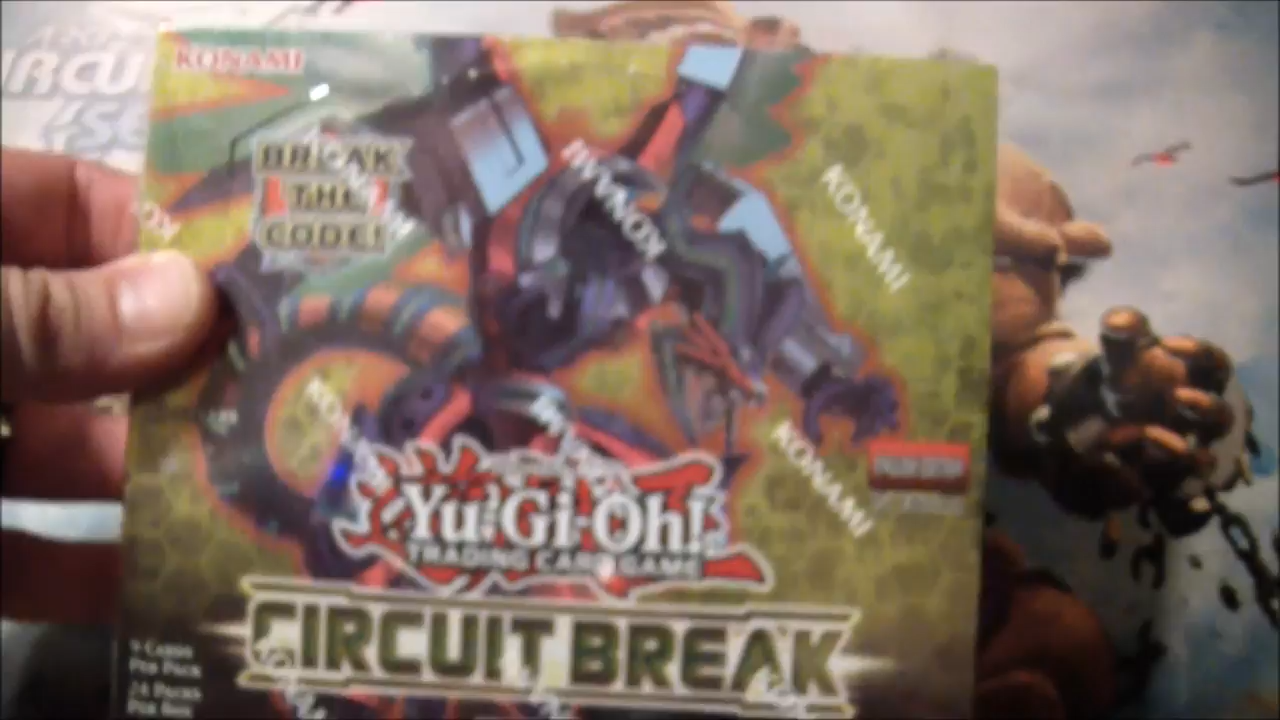 KONAMI
BREAK
THE
CODE!
KONAMI
KONAMI
KONAMI
Yu-Gi-Oh!
TRADING CARD GAME
CIRCUIT BREAK
9 Cards
Per Pack
24 Packs
Per Box